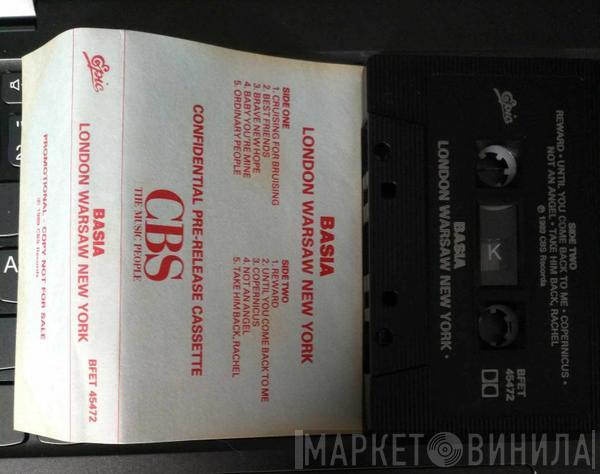 Epic
BASIA
LONDON WARSAW NEW YORK
BFET 45472
PROMOTIONAL - COPY NOT FOR SALE
℗ 1989 CBS Records
BASIA
LONDON WARSAW NEW YORK
SIDE ONE
1. CRUISING FOR BRUISING
2. BEST FRIENDS
3. BRAVE NEW HOPE
4. BABY YOU'RE MINE
5. ORDINARY PEOPLE
SIDE TWO
1. REWARD
2. UNTIL YOU COME BACK TO ME
3. COPERNICUS
4. NOT AN ANGEL
5. TAKE HIM BACK, RACHEL
CONFIDENTIAL PRE-RELEASE CASSETTE
CBS
THE MUSIC PEOPLE
Epic
SIDE TWO
REWARD • UNTIL YOU COME BACK TO ME • COPERNICUS •
NOT AN ANGEL • TAKE HIM BACK, RACHEL
℗ 1989 CBS Records
BASIA
LONDON WARSAW NEW YORK •
BFET
45472
K
A
МАРКЕТ ВИНИЛА